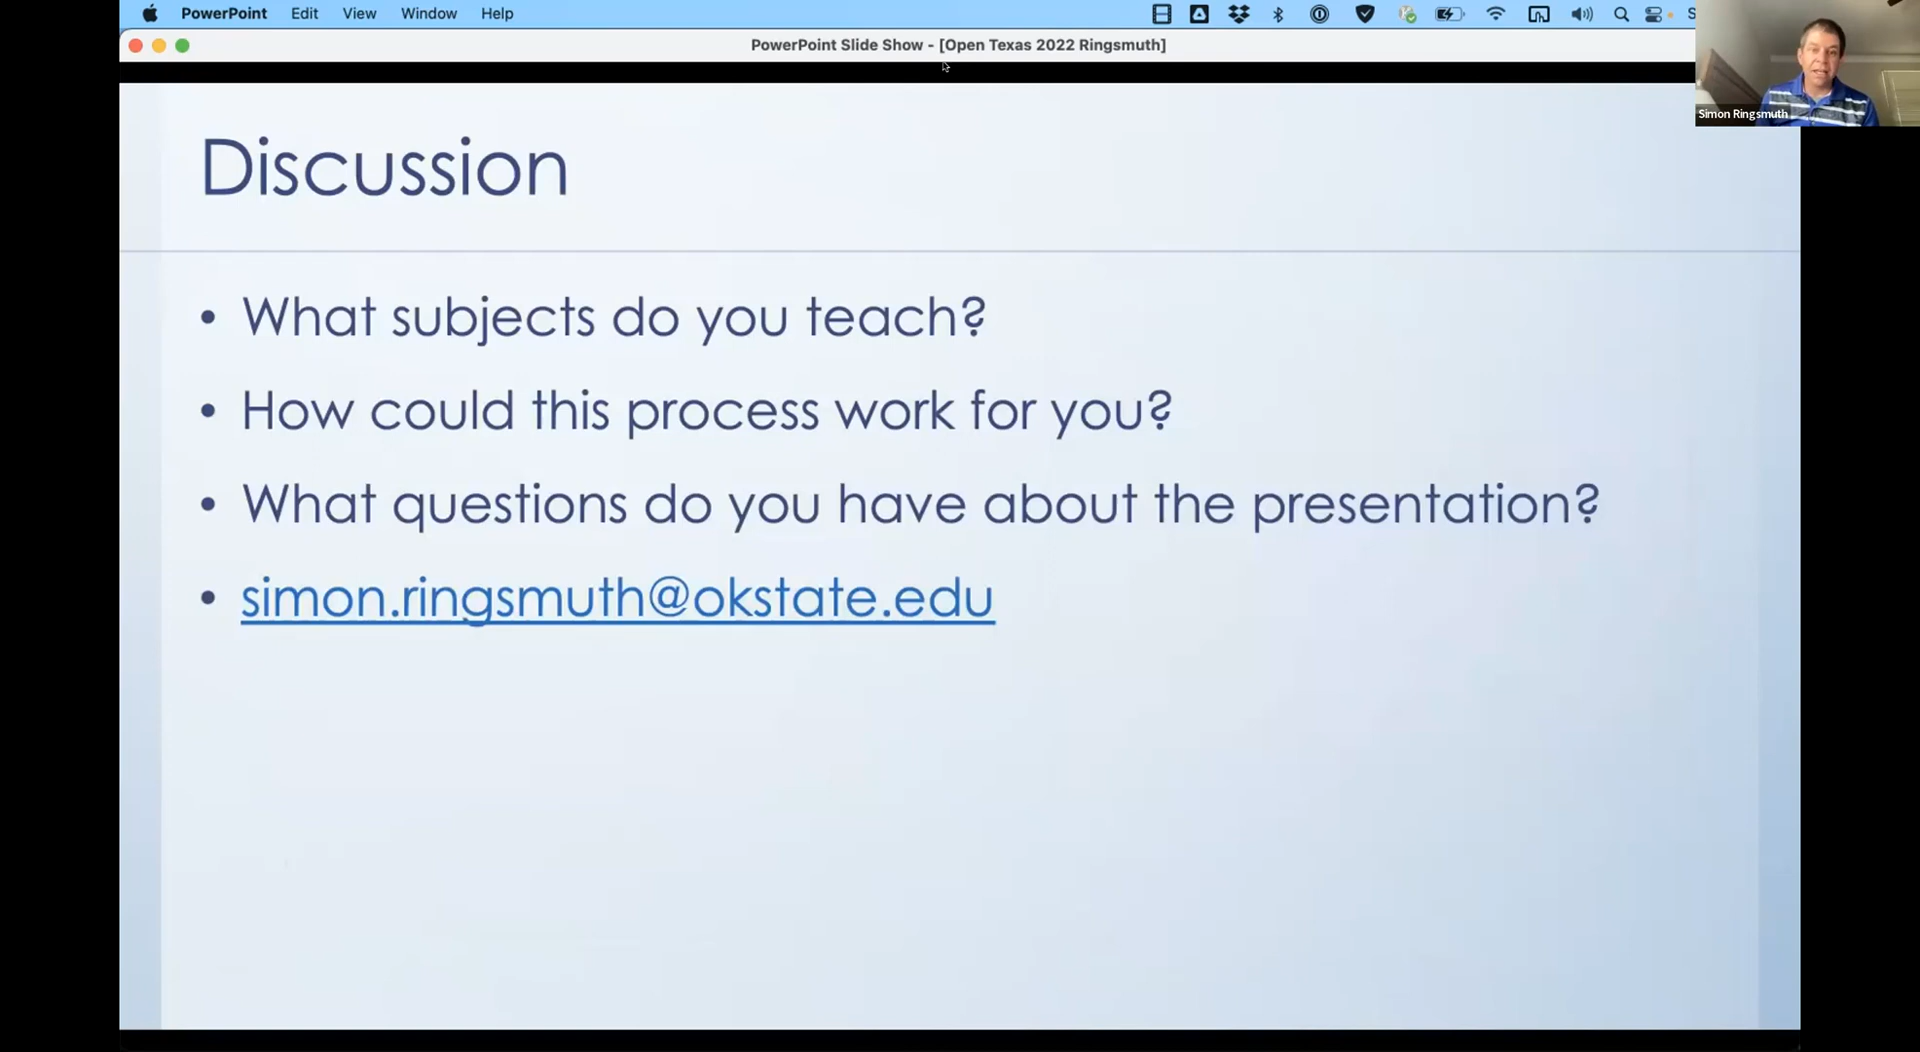 PowerPoint Edit View Window Help
PowerPoint Slide Show - [Open Texas 2022 Ringsmuth]
Simon Ringsmuth
Discussion
• What subjects do you teach?
• How could this process work for you?
• What questions do you have about the presentation?
• simon.ringsmuth@okstate.edu